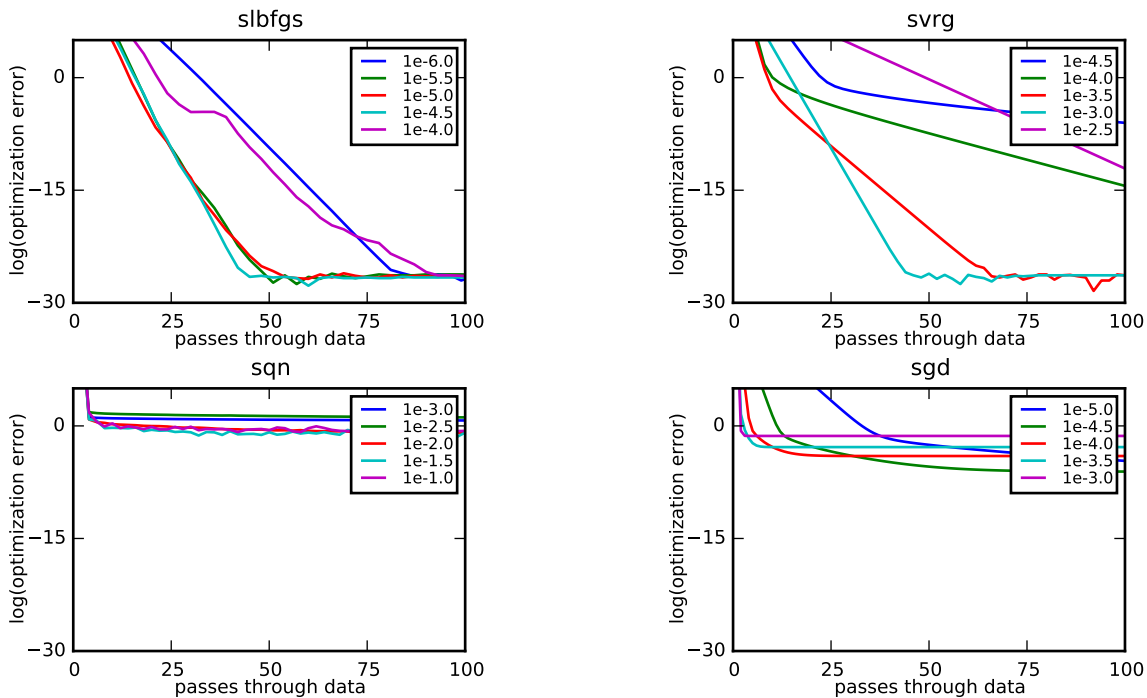 slbfgs
log(optimization error)
0
−15
−30
1e-6.0
1e-5.5
1e-5.0
1e-4.5
1e-4.0
0 25 50 75 100
passes through data
svrg
log(optimization error)
0
−15
−30
1e-4.5
1e-4.0
1e-3.5
1e-3.0
1e-2.5
0 25 50 75 100
passes through data
sqn
log(optimization error)
0
−15
−30
1e-3.0
1e-2.5
1e-2.0
1e-1.5
1e-1.0
0 25 50 75 100
passes through data
sgd
log(optimization error)
0
−15
−30
1e-5.0
1e-4.5
1e-4.0
1e-3.5
1e-3.0
0 25 50 75 100
passes through data